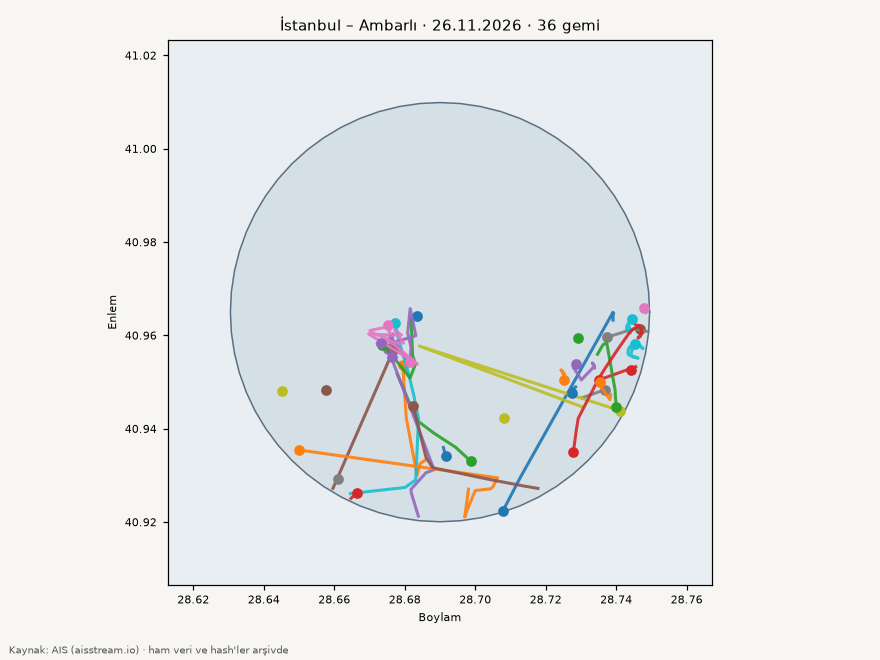 İstanbul – Ambarlı · 26.11.2026 · 36 gemi
41.02
41.00
40.98
40.96
40.94
40.92
Enlem
28.62 28.64 28.66 28.68 28.70 28.72 28.74 28.76
Boylam
Kaynak: AIS (aisstream.io) · ham veri ve hash'ler arşivde